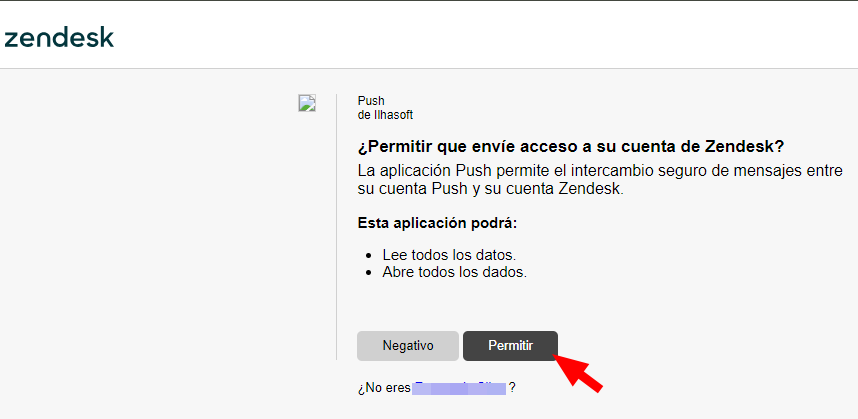 zendesk
Push
de Ilhasoft
¿Permitir que envíe acceso a su cuenta de Zendesk?
La aplicación Push permite el intercambio seguro de mensajes entre
su cuenta Push y su cuenta Zendesk.
Esta aplicación podrá:
Lee todos los datos.
Abre todos los dados.
Negativo Permitir
¿No eres ?